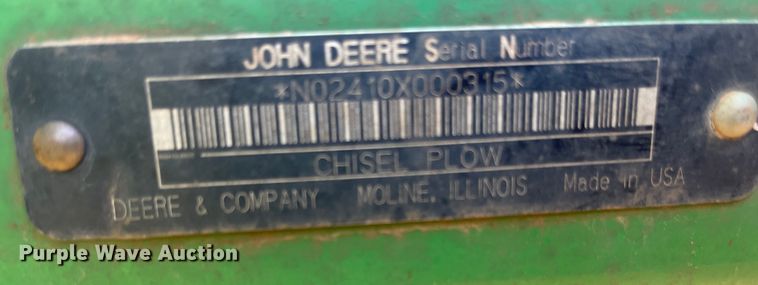 JOHN DEERE Serial Number
*N02410X000315*
CHISEL PLOW
DEERE & COMPANY MOLINE, ILLINOIS Made in USA
Purple Wave Auction